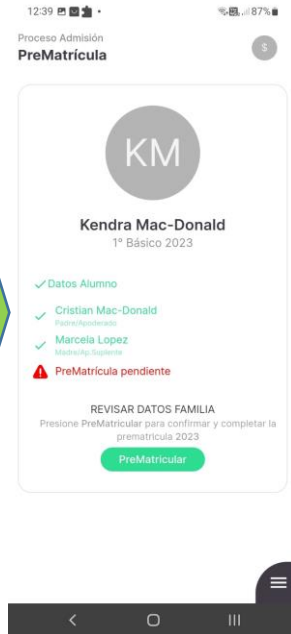 12:39
87%
Proceso Admisión
PreMatrícula
$
KM
Kendra Mac-Donald
1° Básico 2023
Datos Alumno
Cristian Mac-Donald
Padre/Apoderado
Marcela Lopez
Madre/Ap.Suplente
PreMatrícula pendiente
REVISAR DATOS FAMILIA
Presione PreMatricular para confirmar y completar la
prematricula 2023
PreMatricular